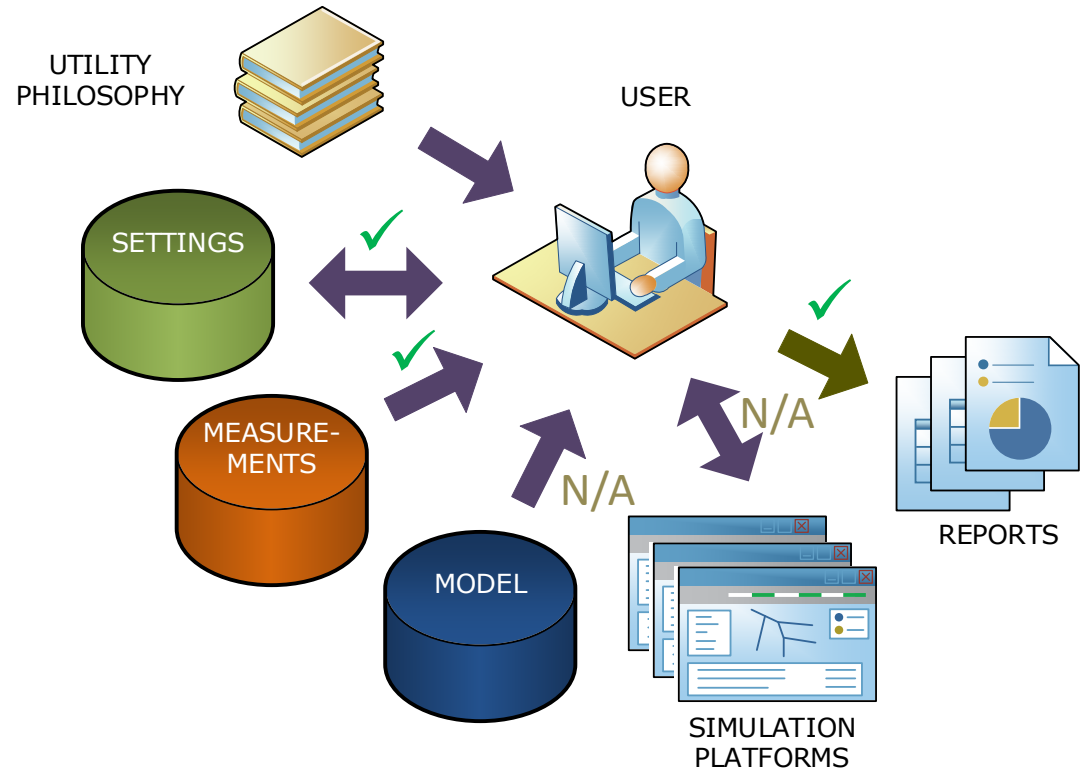 UTILITY
PHILOSOPHY
USER
SETTINGS
MEASURE-
MENTS
N/A
N/A
MODEL
REPORTS
SIMULATION
PLATFORMS